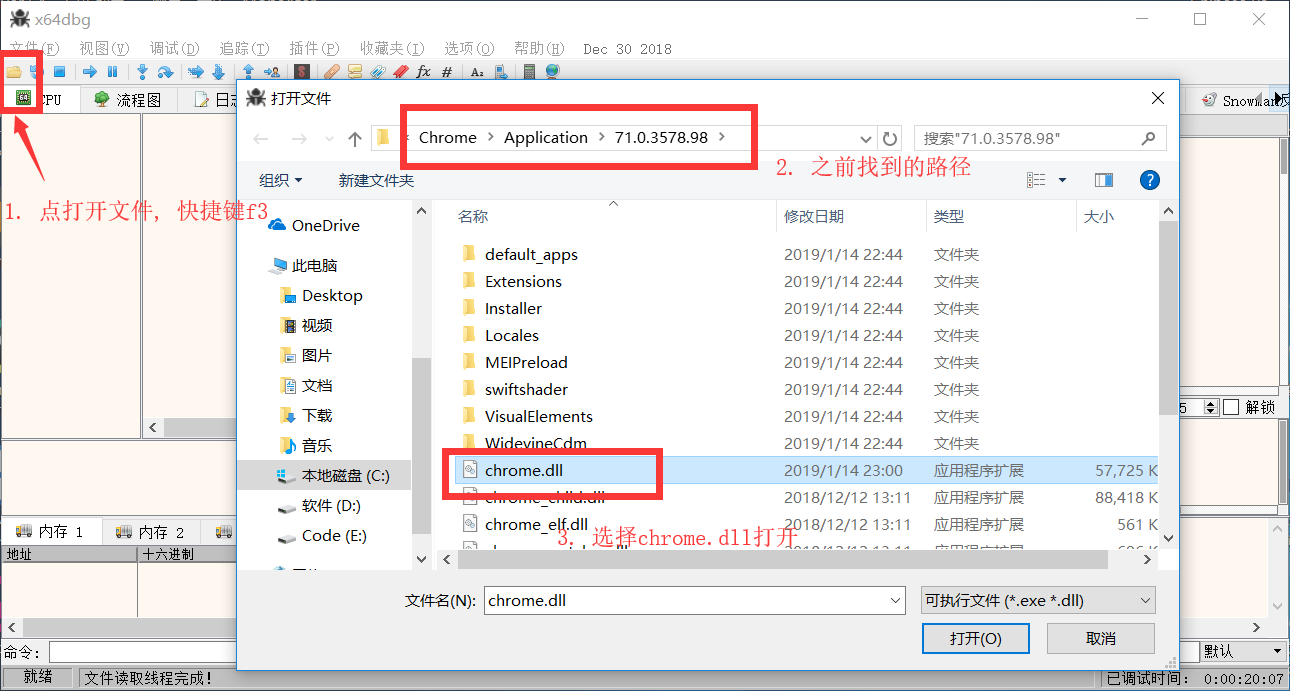 x64dbg
文件(F) 视图(V) 调试(D) 追踪(T) 插件(P) 收藏夹(I) 选项(O) 帮助(H) Dec 30 2018
fx # Az
64 CPU 流程图 日志 Snowman
打开文件
Chrome Application 71.0.3578.98 搜索"71.0.3578.98"
2. 之前找到的路径
组织 新建文件夹
1. 点打开文件, 快捷键f3
名称 修改日期 类型 大小
OneDrive
此电脑
Desktop
视频
图片
文档
下载
音乐
本地磁盘 (C:)
软件 (D:)
Code (E:)
default_apps 2019/1/14 22:44 文件夹
Extensions 2019/1/14 22:44 文件夹
Installer 2019/1/14 22:44 文件夹
Locales 2019/1/14 22:44 文件夹
MEIPreload 2019/1/14 22:44 文件夹
swiftshader 2019/1/14 22:44 文件夹
VisualElements 2019/1/14 22:44 文件夹
WidevineCdm 2019/1/14 22:44 文件夹
chrome.dll 2019/1/14 23:00 应用程序扩展 57,725 K
chrome_child.dll 2018/12/12 13:11 应用程序扩展 88,418 K
chrome_elf.dll 2018/12/12 13:11 应用程序扩展 561 K
3. 选择chrome.dll打开
5 解锁
内存 1 内存 2
地址 十六进制
文件名(N): chrome.dll 可执行文件 (*.exe *.dll)
打开(O) 取消
命令: 默认
就绪 文件读取线程完成! 已调试时间: 0:00:20:07